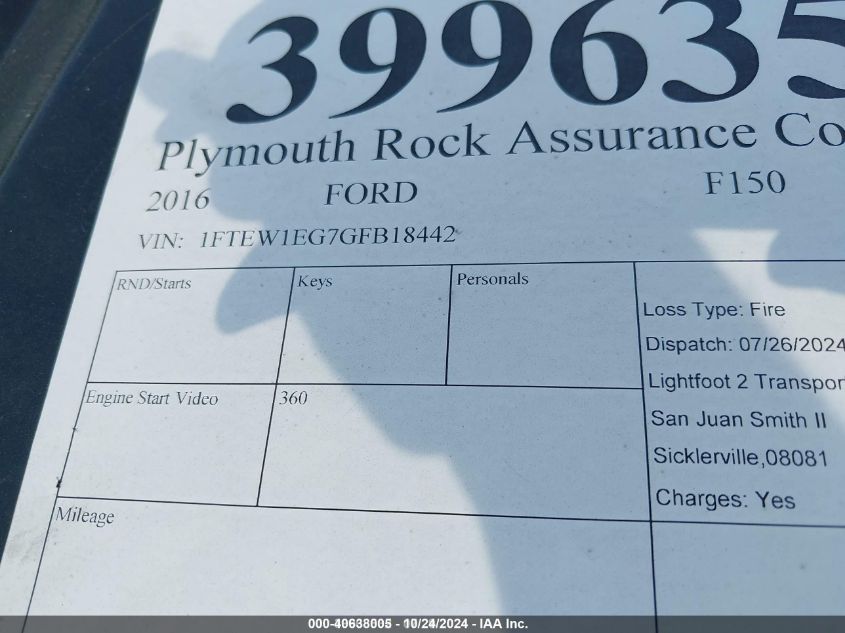 399635
Plymouth Rock Assurance Co
2016 FORD F150
VIN: 1FTEW1EG7GFB18442
RND/Starts Keys Personals
Loss Type: Fire
Dispatch: 07/26/2024
Lightfoot 2 Transpor
Engine Start Video 360
San Juan Smith II
Sicklerville,08081
Charges: Yes
Mileage
000-40638005 - 10/24/2024 - IAA Inc.